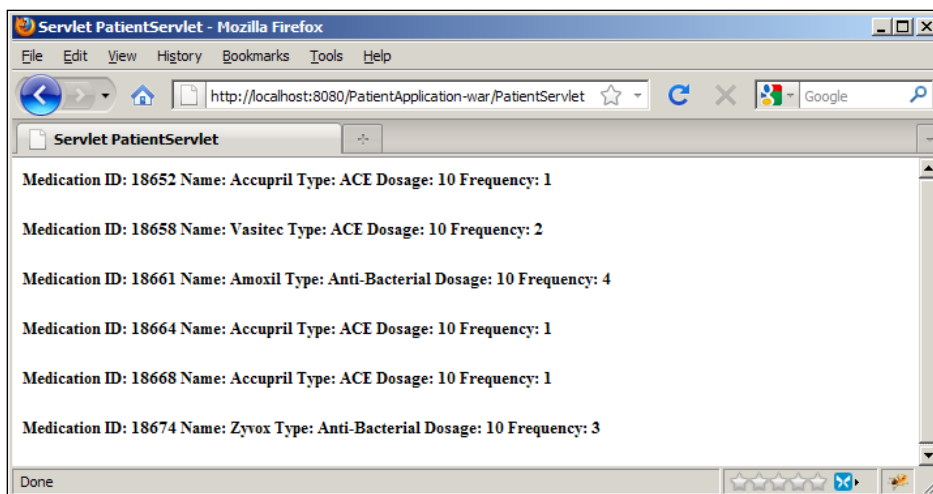 Servlet PatientServlet - Mozilla Firefox
File Edit View History Bookmarks Tools Help
http://localhost:8080/PatientApplication-war/PatientServlet Google
Servlet PatientServlet
Medication ID: 18652 Name: Accupril Type: ACE Dosage: 10 Frequency: 1
Medication ID: 18658 Name: Vasitec Type: ACE Dosage: 10 Frequency: 2
Medication ID: 18661 Name: Amoxil Type: Anti-Bacterial Dosage: 10 Frequency: 4
Medication ID: 18664 Name: Accupril Type: ACE Dosage: 10 Frequency: 1
Medication ID: 18668 Name: Accupril Type: ACE Dosage: 10 Frequency: 1
Medication ID: 18674 Name: Zyvox Type: Anti-Bacterial Dosage: 10 Frequency: 3
Done